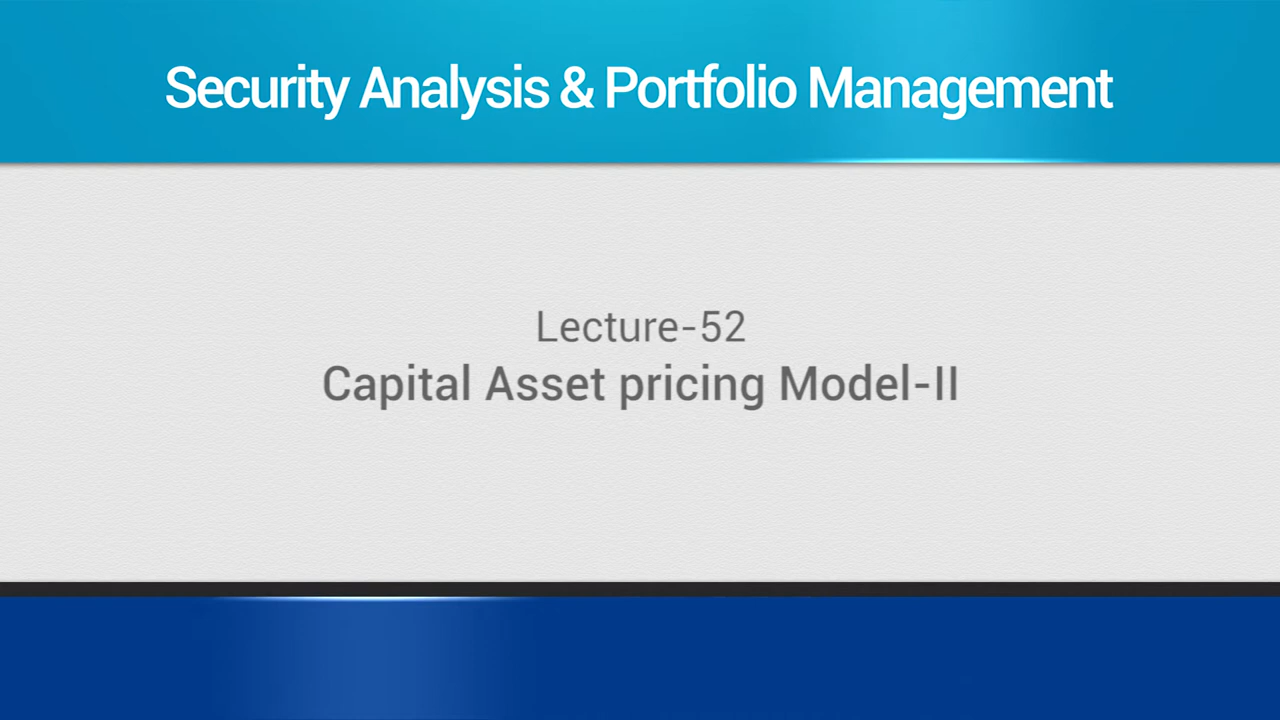 Security Analysis & Portfolio Management
Lecture-52
Capital Asset pricing Model-II